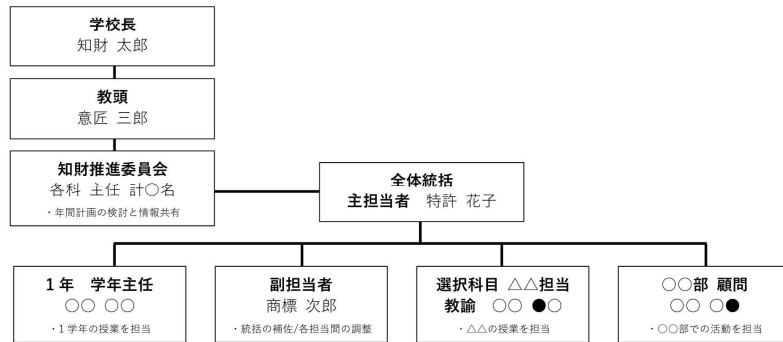 学校長
知財 太郎
教頭
意匠 三郎
知財推進委員会
各科 主任 計〇名
・年間計画の検討と情報共有
全体統括
主担当者 特許 花子
1年 学年主任
○○ ○○
・1学年の授業を担当
副担当者
商標 次郎
・統括の補佐/各担当間の調整
選択科目 △△担当
教諭 ○○ ●○
・△△の授業を担当
○○部 顧問
○○ ○●
・○○部での活動を担当